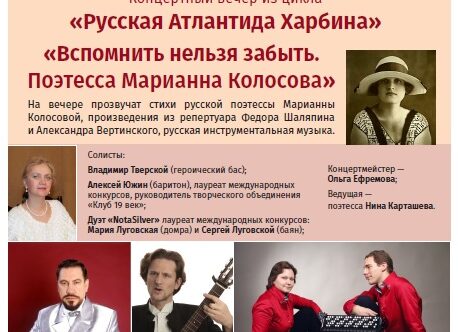 Концертный вечер из цикла
«Русская Атлантида Харбина»
«Вспомнить нельзя забыть.
Поэтесса Марианна Колосова»
На вечере прозвучат стихи русской поэтессы Марианны
Колосовой, произведения из репертуара Федора Шаляпина
и Александра Вертинского, русская инструментальная музыка.
Солисты:
Владимир Тверской (героический бас);
Алексей Южин (баритон), лауреат международных
конкурсов, руководитель творческого объединения
«Клуб 19 век»;
Дуэт «NotaSilver» лауреат международных конкурсов:
Мария Луговская (домра) и Сергей Луговской (баян);
Концертмейстер —
Ольга Ефремова;
Ведущая —
поэтесса Нина Карташева.